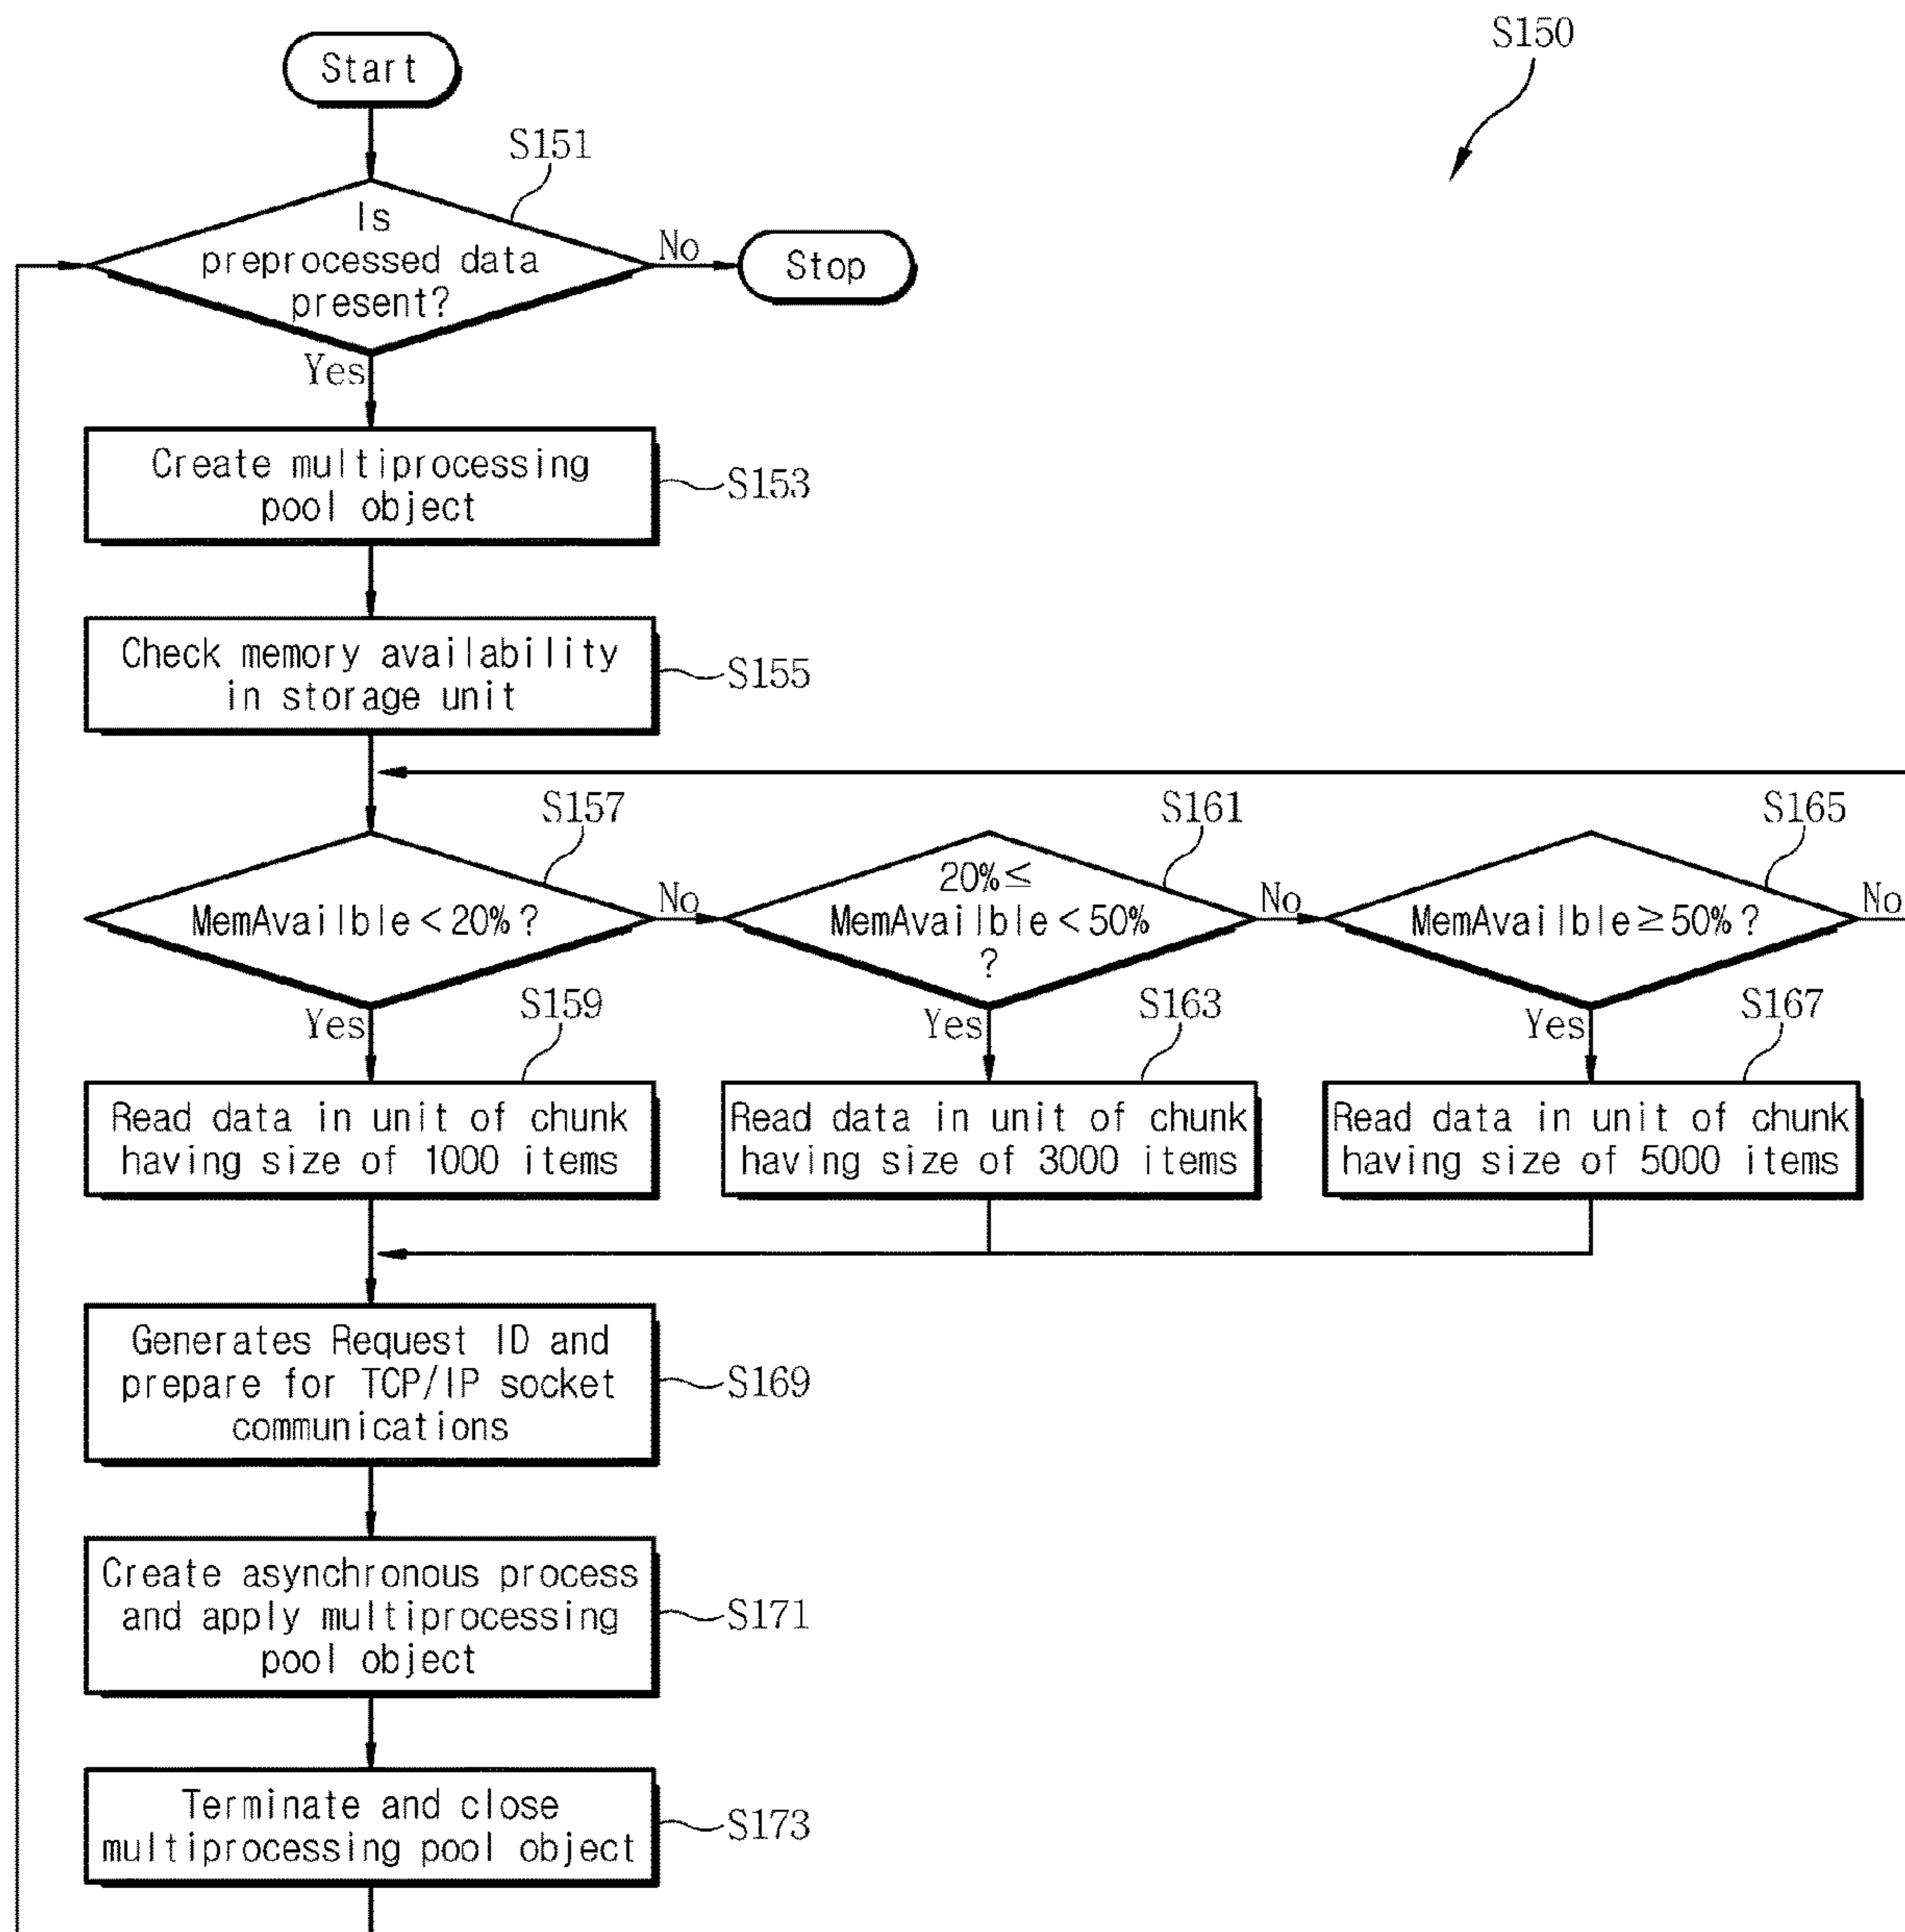 S150
Start
S151
Is
preprocessed data
present?
No
Stop
Yes
Create multiprocessing
pool object
S153
Check memory availability
in storage unit
S155
S157
S161
S165
MemAvailble<20%?
No
20%≤
MemAvailble<50%
?
No
MemAvailble≥50%?
No
Yes
S159
Yes
S163
Yes
S167
Read data in unit of chunk
having size of 1000 items
Read data in unit of chunk
having size of 3000 items
Read data in unit of chunk
having size of 5000 items
Generates Request ID and
prepare for TCP/IP socket
communications
S169
Create asynchronous process
and apply multiprocessing
pool object
S171
Terminate and close
multiprocessing pool object
S173